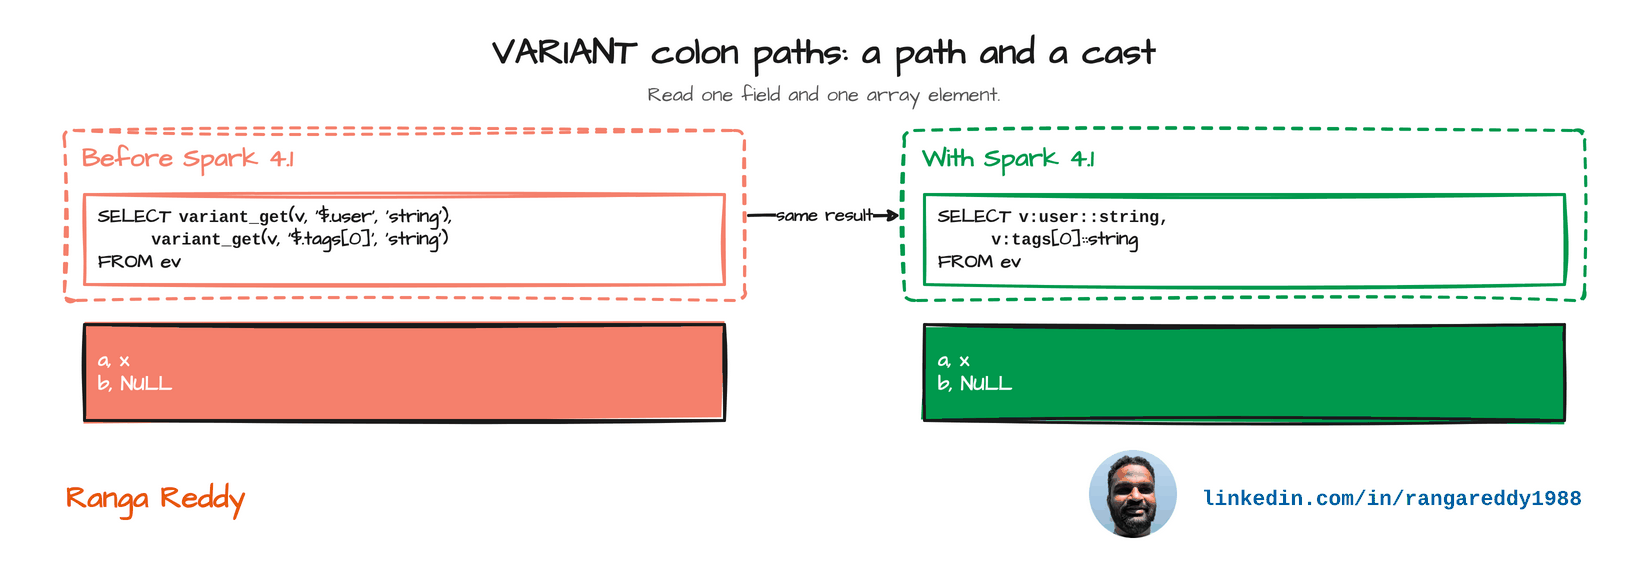 VARIANT colon paths: a path and a cast
Read one field and one array element.
Before Spark 4.1
SELECT variant_get(v, '$.user', 'string'),
variant_get(v, '$.tags[0]', 'string')
FROM ev
same result
With Spark 4.1
SELECT v:user::string,
v:tags[0]::string
FROM ev
a, x
b, NULL
a, x
b, NULL
Ranga Reddy
linkedin.com/in/rangareddy1988